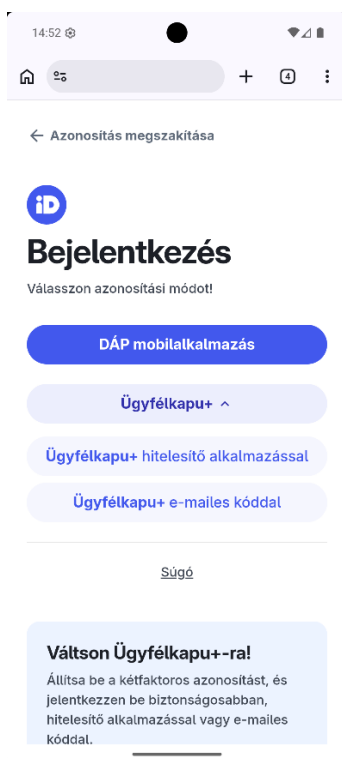 14:52
4
Azonosítás megszakítása
iD
Bejelentkezés
Válasszon azonosítási módot!
DÁP mobilalkalmazás
Ügyfélkapu+
Ügyfélkapu+ hitelesítő alkalmazással
Ügyfélkapu+ e-mailes kóddal
Súgó
Váltson Ügyfélkapu+-ra!
Állítsa be a kétfaktoros azonosítást, és
jelentkezzen be biztonságosabban,
hitelesítő alkalmazással vagy e-mailes
kóddal.